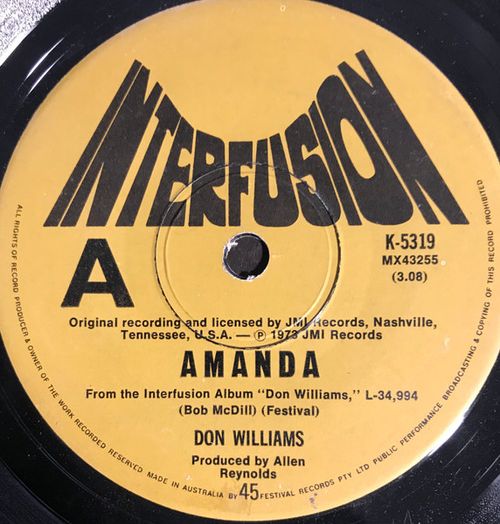 INTERFUSION
A
K-5319
MX43255
(3.08)
Original recording and licensed by JMI Records, Nashville,
Tennessee, U.S.A. — Ⓟ 1973 JMI Records
AMANDA
From the Interfusion Album "Don Williams," L-34,994
(Bob McDill) (Festival)
DON WILLIAMS
Produced by Allen
Reynolds
45
ALL RIGHTS OF RECORD PRODUCER & OWNER OF THE WORK RECORDED RESERVED MADE IN AUSTRALIA BY FESTIVAL RECORDS PTY LTD PUBLIC PERFORMANCE BROADCASTING & COPYING OF THIS RECORD PROHIBITED